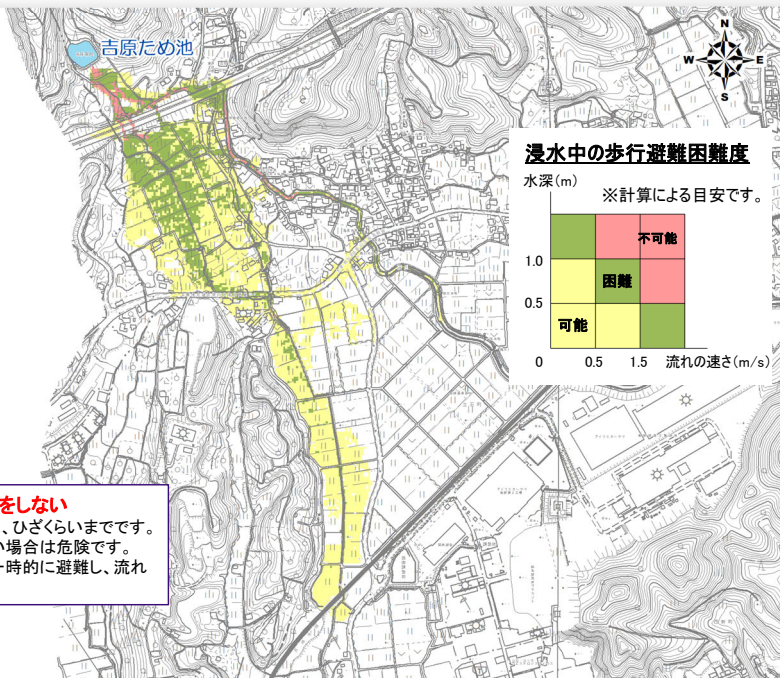 吉原ため池
N
W
E
S
浸水中の歩行避難困難度
水深(m)
※計算による目安です。
不可能
1.0
困難
0.5
可能
0
0.5
1.5
流れの速さ(m/s)
をしない
、ひざくらいまでです。
い場合は危険です。
一時的に避難し、流れ